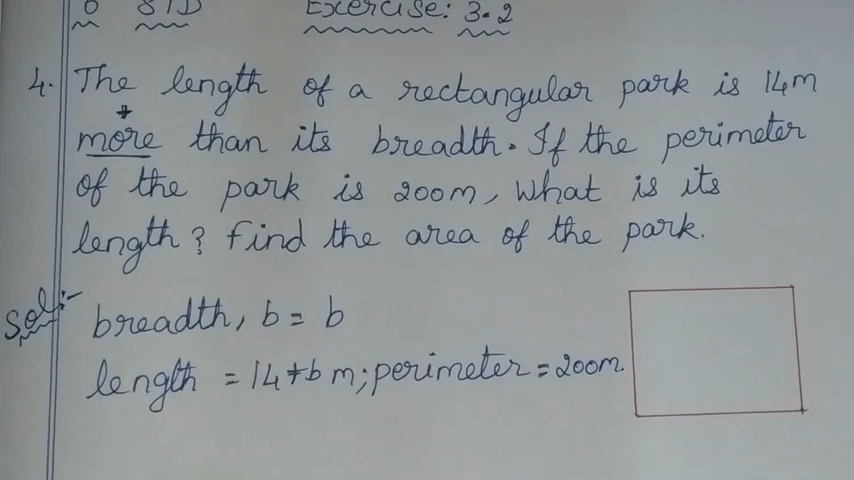 STD Exercise: 3.2
4. The length of a rectangular park is 14m
+
more than its breadth. If the perimeter
of the park is 200m, what is its
length? Find the area of the park.
Sol:-
breadth, b = b
length = 14+b m; perimeter = 200m